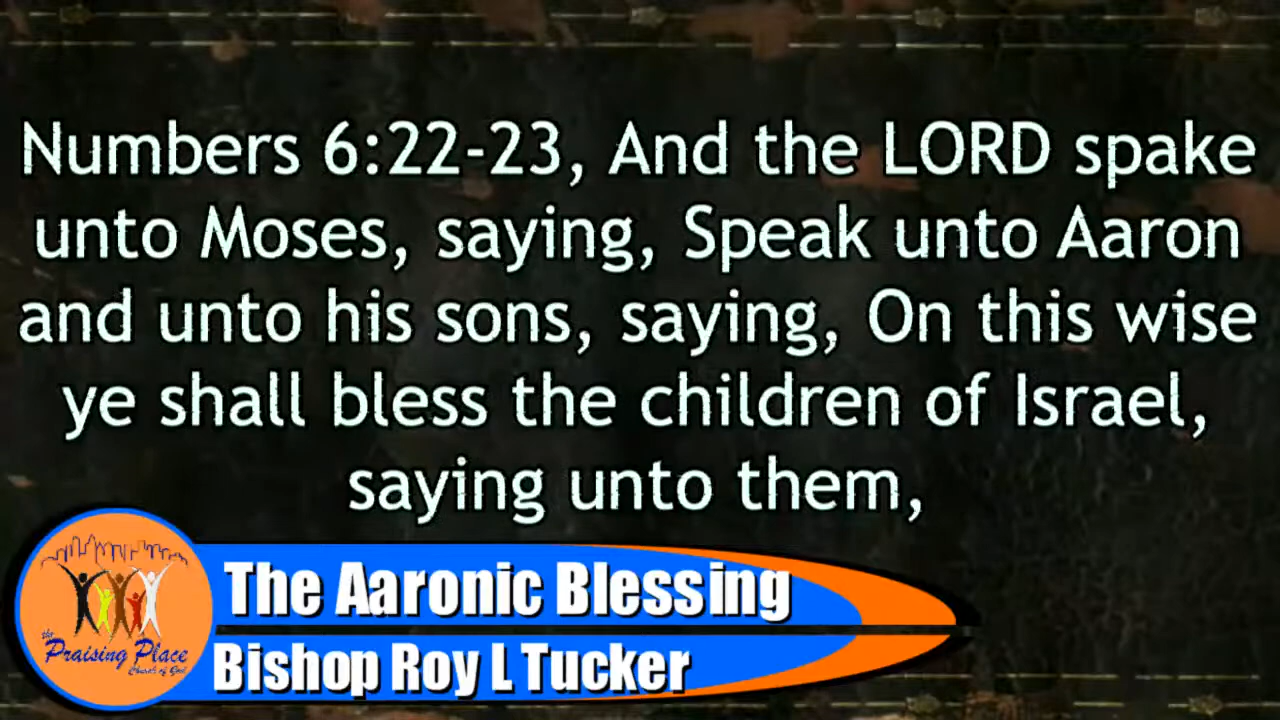 Numbers 6:22-23, And the LORD spake
unto Moses, saying, Speak unto Aaron
and unto his sons, saying, On this wise
ye shall bless the children of Israel,
saying unto them,
The Aaronic Blessing
Bishop Roy L Tucker
the
Praising Place
Church of God